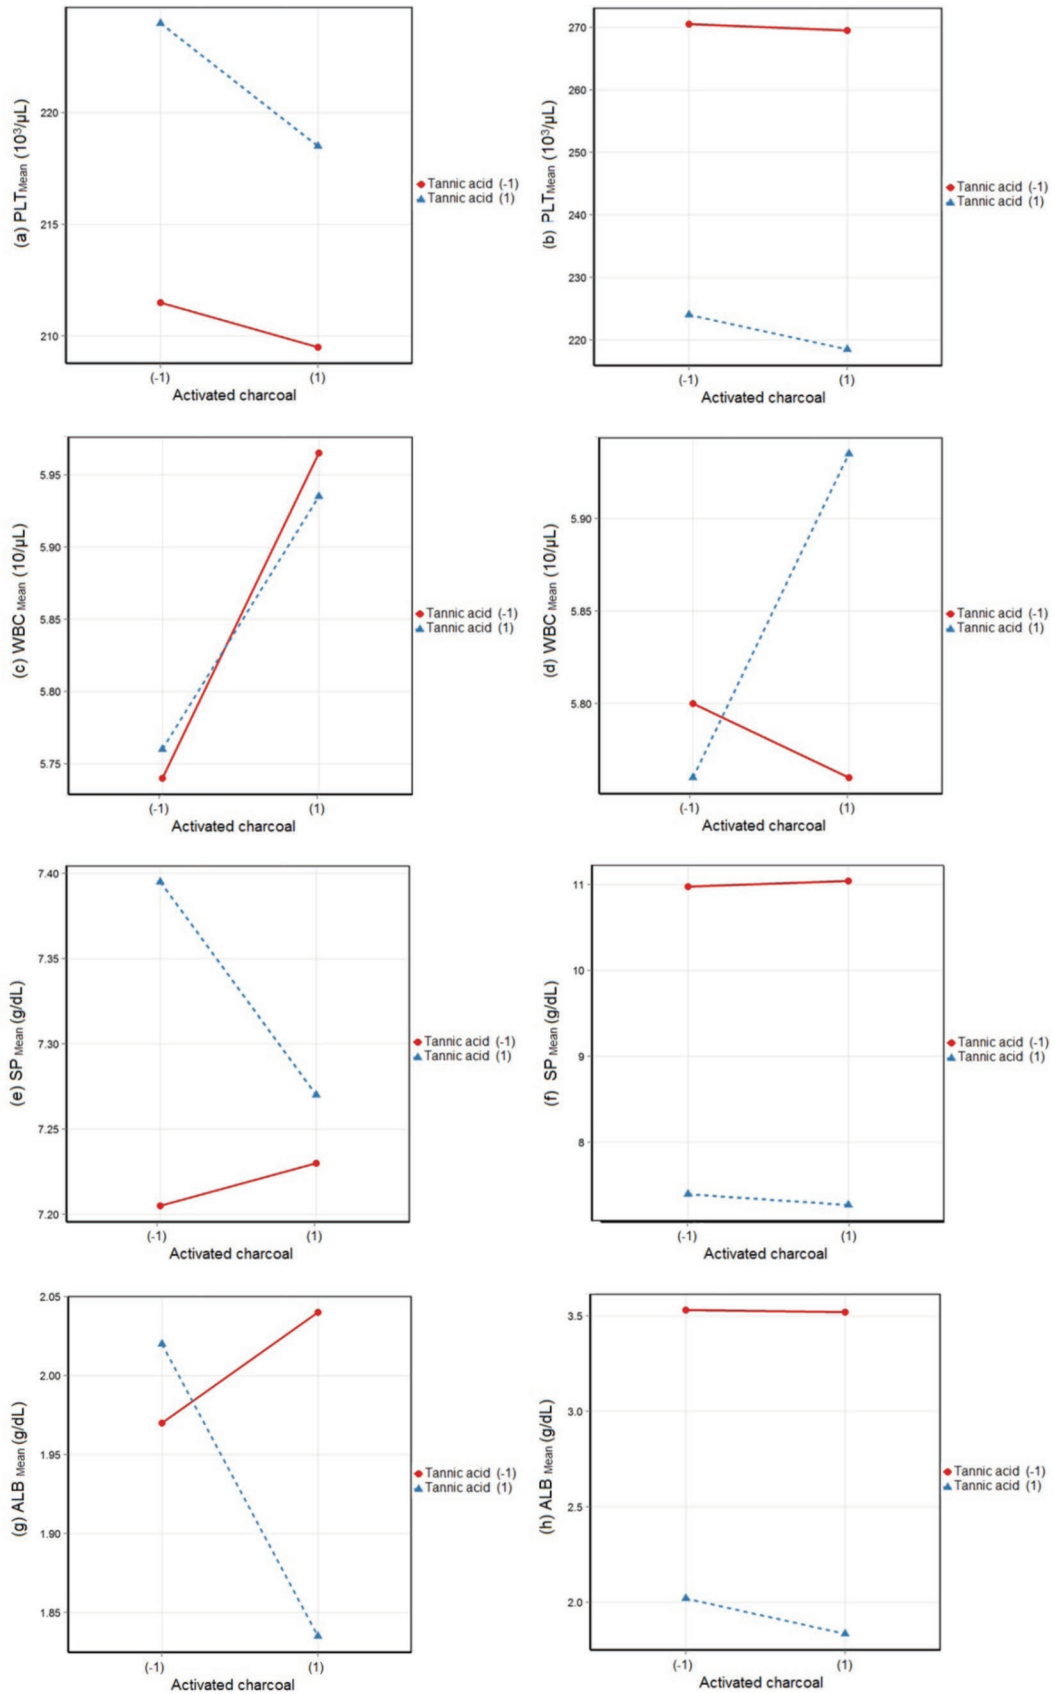 (a) PLTMean (10³/µL)
220
215
210
(-1) (1)
Activated charcoal
Tannic acid (-1)
Tannic acid (1)
(b) PLTMean (10³/µL)
270
260
250
240
230
220
(-1) (1)
Activated charcoal
Tannic acid (-1)
Tannic acid (1)
(c) WBC Mean (10/µL)
5.95
5.90
5.85
5.80
5.75
(-1) (1)
Activated charcoal
Tannic acid (-1)
Tannic acid (1)
(d) WBC Mean (10/µL)
5.90
5.85
5.80
(-1) (1)
Activated charcoal
Tannic acid (-1)
Tannic acid (1)
(e) SP Mean (g/dL)
7.40
7.35
7.30
7.25
7.20
(-1) (1)
Activated charcoal
Tannic acid (-1)
Tannic acid (1)
(f) SP Mean (g/dL)
11
10
9
8
(-1) (1)
Activated charcoal
Tannic acid (-1)
Tannic acid (1)
(g) ALB Mean (g/dL)
2.05
2.00
1.95
1.90
1.85
(-1) (1)
Activated charcoal
Tannic acid (-1)
Tannic acid (1)
(h) ALB Mean (g/dL)
3.5
3.0
2.5
2.0
(-1) (1)
Activated charcoal
Tannic acid (-1)
Tannic acid (1)